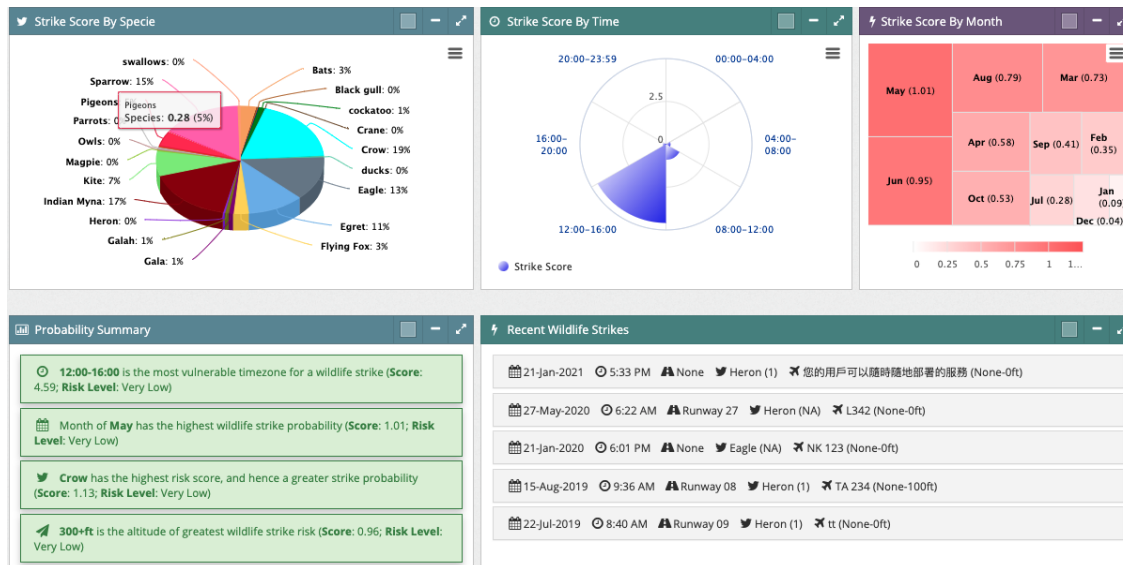 Strike Score By Specie
swallows: 0%
Sparrow: 15%
Pigeons
Parrots: 0%
Owls: 0%
Magpie: 0%
Kite: 7%
Indian Myna: 17%
Heron: 0%
Galah: 1%
Gala: 1%
Bats: 3%
Black gull: 0%
cockatoo: 1%
Crane: 0%
Crow: 19%
ducks: 0%
Eagle: 13%
Egret: 11%
Flying Fox: 3%
Pigeons
Species: 0.28 (5%)
Strike Score By Time
20:00–23:59
00:00–04:00
2.5
0
16:00–
20:00
04:00–
08:00
12:00–16:00
08:00–12:00
Strike Score
Strike Score By Month
May (1.01)
Aug (0.79)
Mar (0.73)
Apr (0.58)
Sep (0.41)
Feb
(0.35)
Jun (0.95)
Oct (0.53)
Jul (0.28)
Jan
(0.09)
Dec (0.04)
0 0.25 0.5 0.75 1 1...
Probability Summary
12:00-16:00 is the most vulnerable timezone for a wildlife strike (Score:
4.59; Risk Level: Very Low)
Month of May has the highest wildlife strike probability (Score: 1.01; Risk
Level: Very Low)
Crow has the highest risk score, and hence a greater strike probability
(Score: 1.13; Risk Level: Very Low)
300+ft is the altitude of greatest wildlife strike risk (Score: 0.96; Risk Level:
Very Low)
Recent Wildlife Strikes
21-Jan-2021 5:33 PM None Heron (1) 您的用戶可以隨時隨地部署的服務 (None-0ft)
27-May-2020 6:22 AM Runway 27 Heron (NA) L342 (None-0ft)
21-Jan-2020 6:01 PM None Eagle (NA) NK 123 (None-0ft)
15-Aug-2019 9:36 AM Runway 08 Heron (1) TA 234 (None-100ft)
22-Jul-2019 8:40 AM Runway 09 Heron (1) tt (None-0ft)